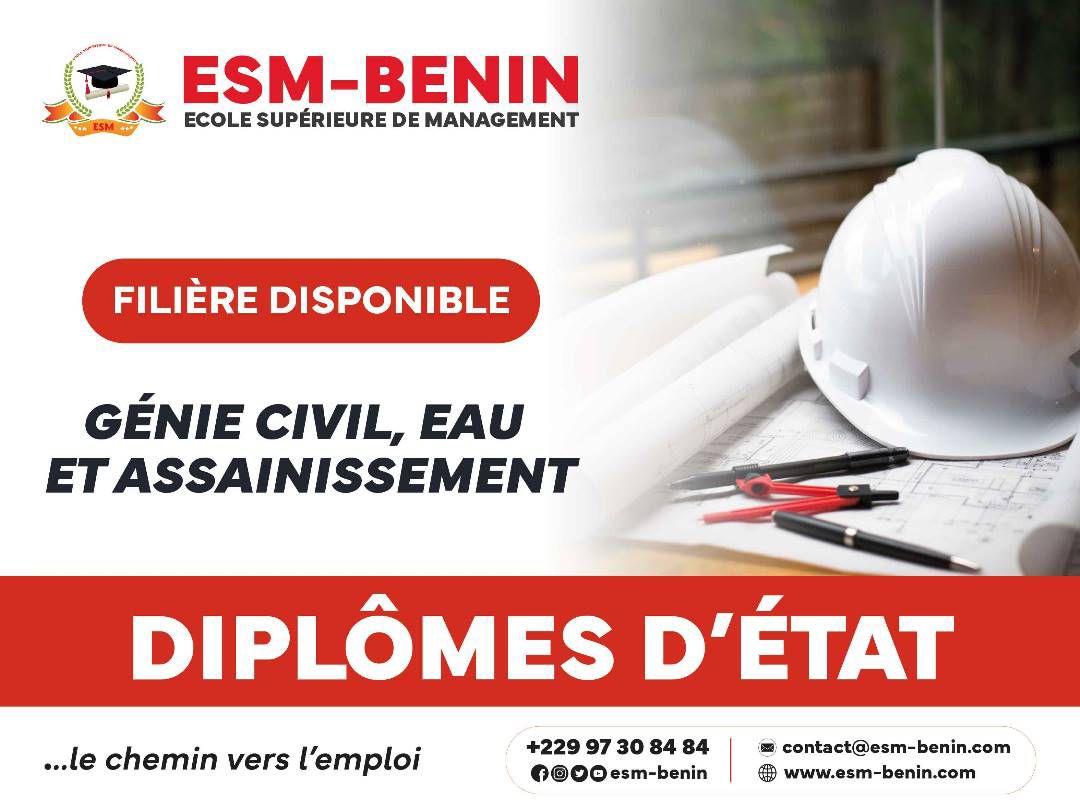 ESM-BENIN
ECOLE SUPÉRIEURE DE MANAGEMENT
ESM
FILIÈRE DISPONIBLE
GÉNIE CIVIL, EAU
ET ASSAINISSEMENT
DIPLÔMES D'ÉTAT
...le chemin vers l'emploi
+229 97 30 84 84
esm-benin
contact@esm-benin.com
www.esm-benin.com